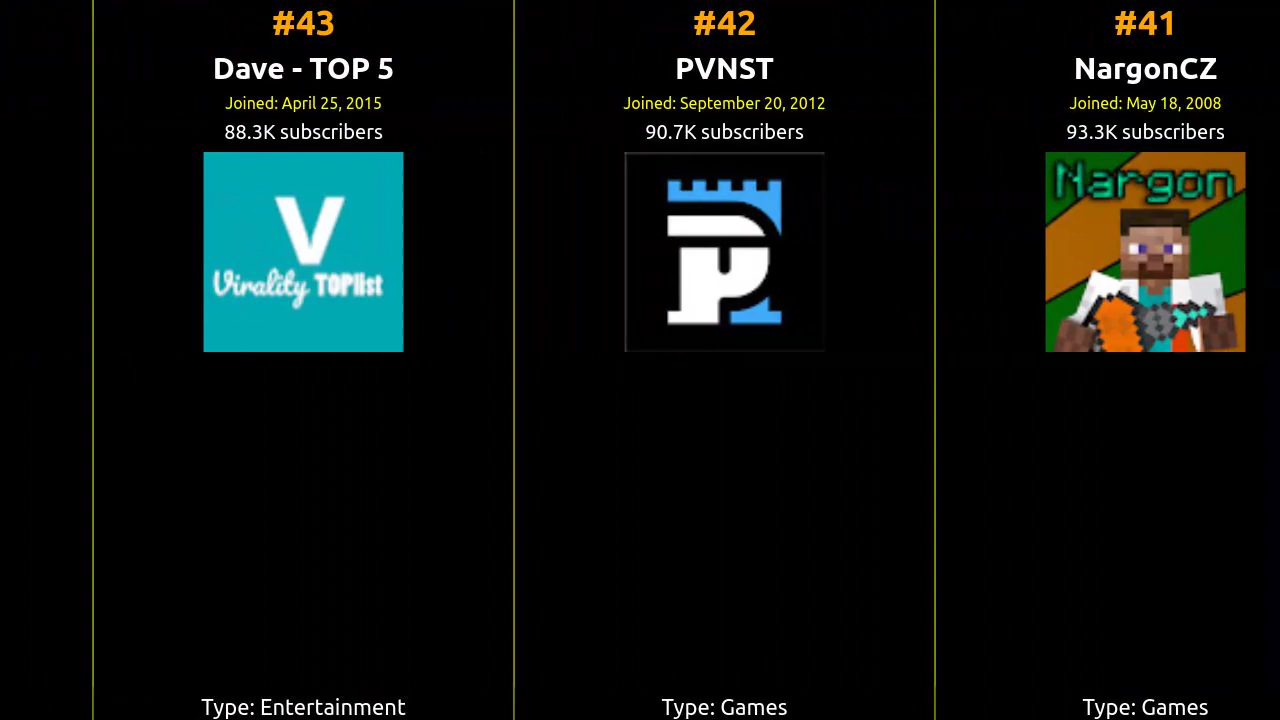 #43
Dave - TOP 5
Joined: April 25, 2015
88.3K subscribers
V
Virality TOPlist
Type: Entertainment
#42
PVNST
Joined: September 20, 2012
90.7K subscribers
P
Type: Games
#41
NargonCZ
Joined: May 18, 2008
93.3K subscribers
Nargon
Type: Games